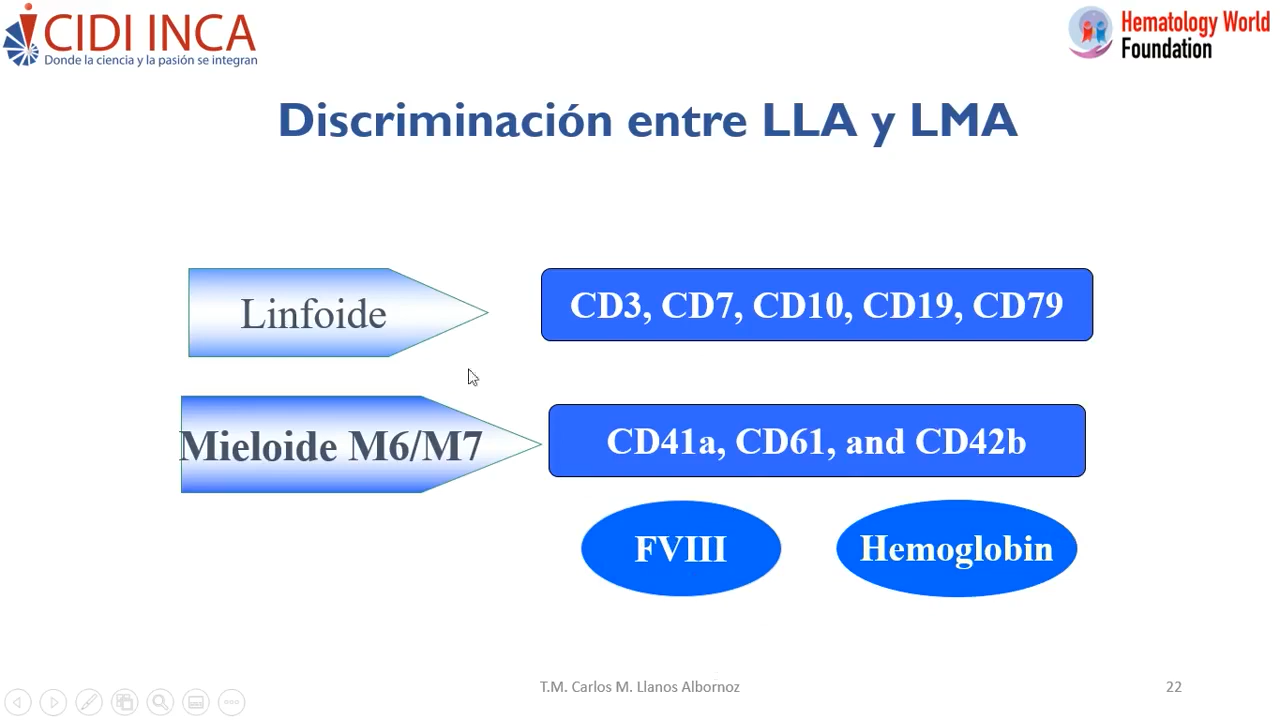 CIDI INCA
Donde la ciencia y la pasión se integran
Hematology World
Foundation
Discriminación entre LLA y LMA
Linfoide
CD3, CD7, CD10, CD19, CD79
Mieloide M6/M7
CD41a, CD61, and CD42b
FVIII
Hemoglobin
T.M. Carlos M. Llanos Albornoz
22